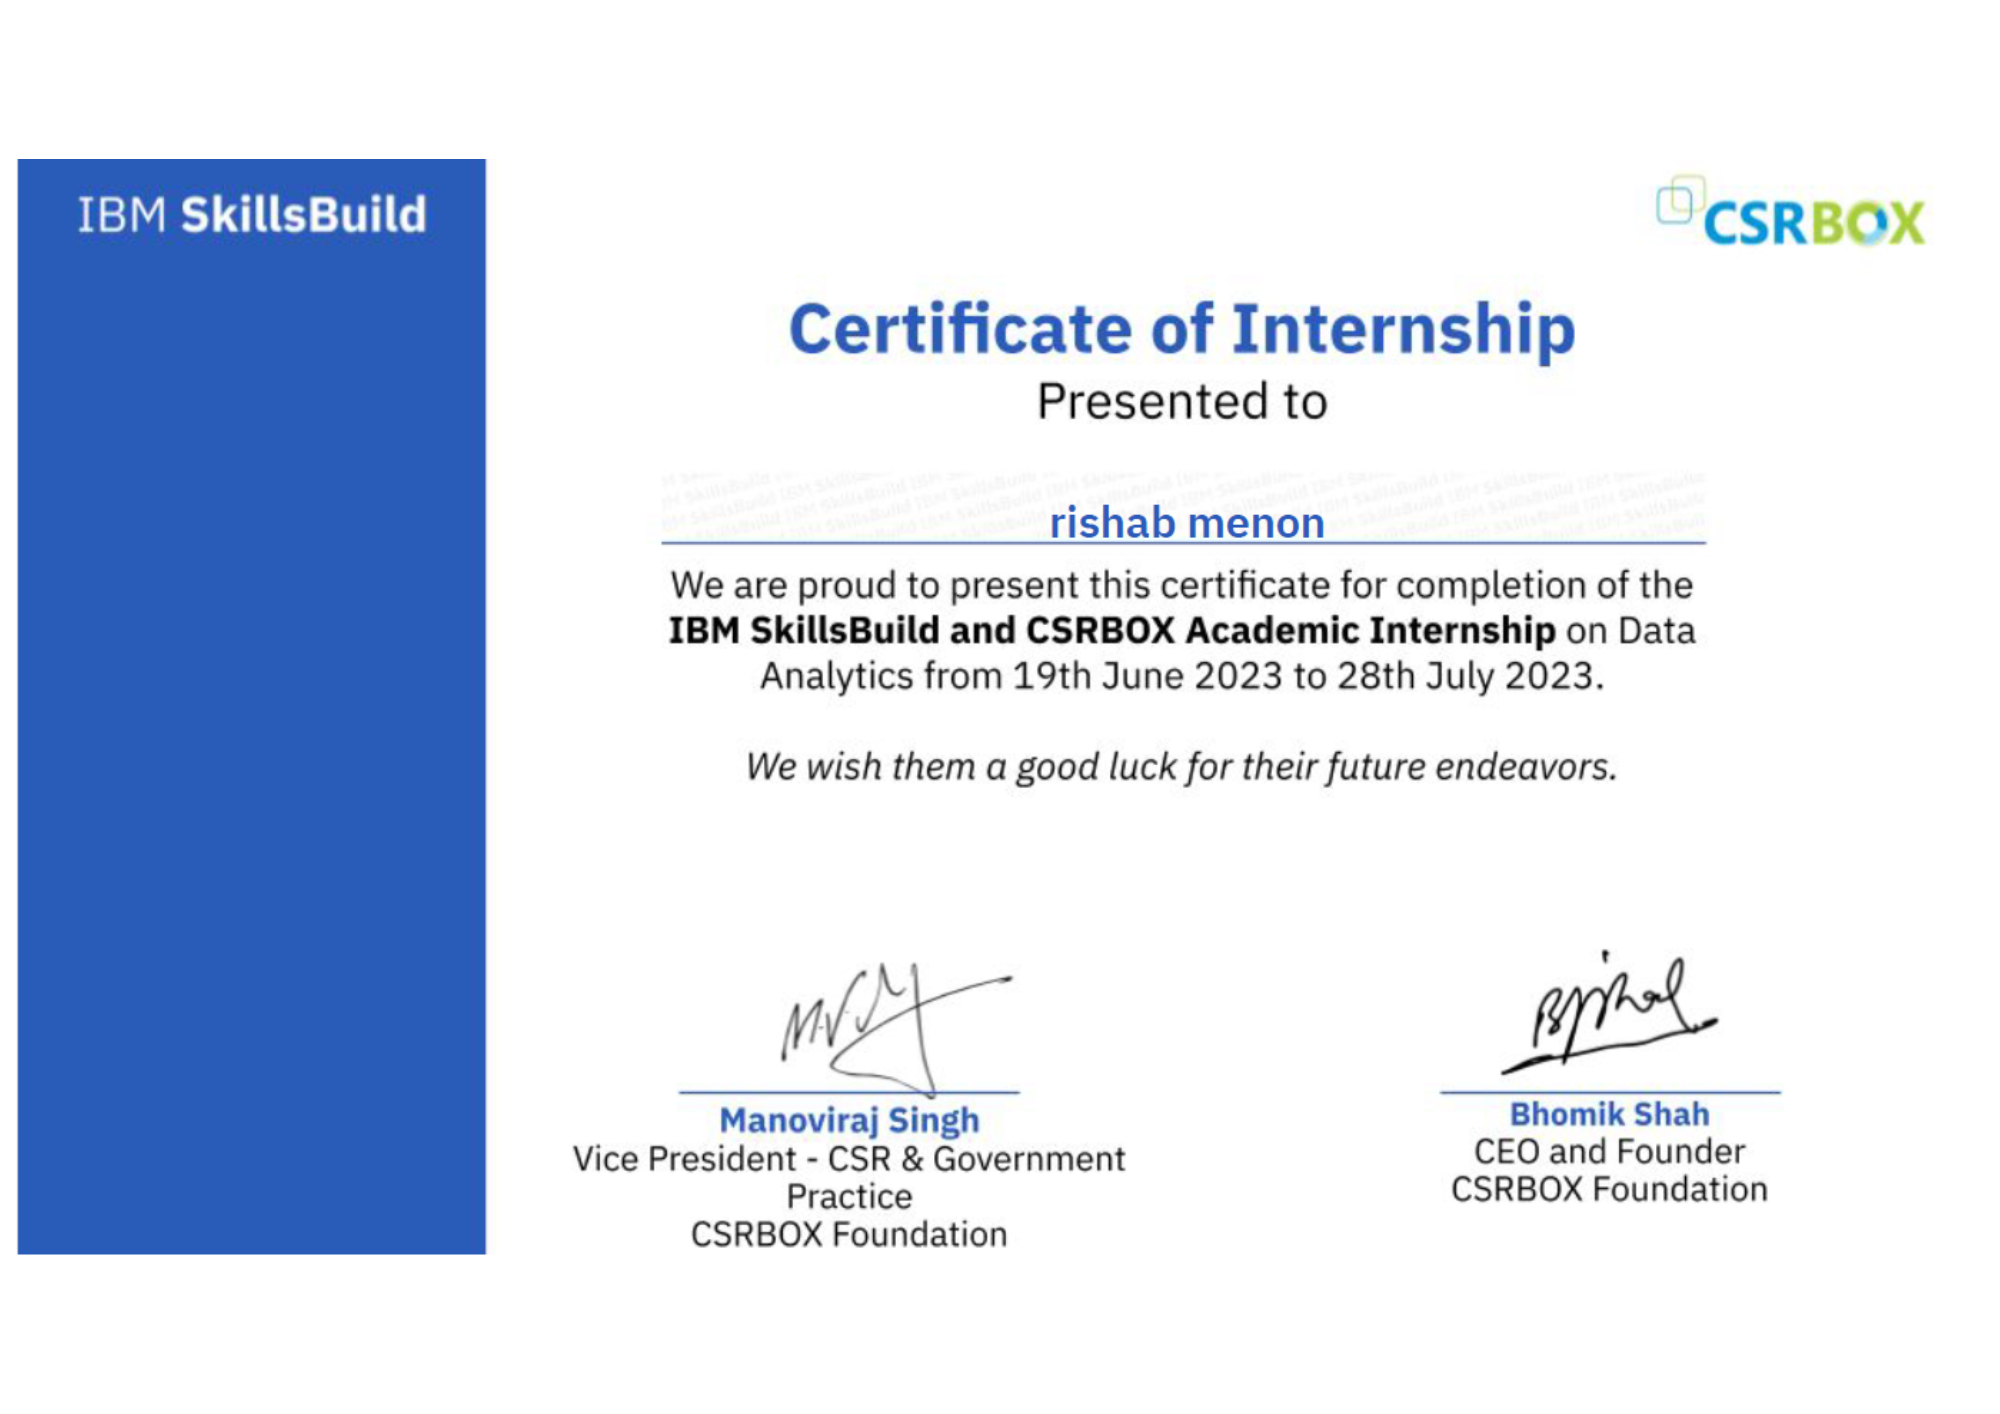 IBM SkillsBuild
CSRBOX
Certificate of Internship
Presented to
rishab menon
We are proud to present this certificate for completion of the
IBM SkillsBuild and CSRBOX Academic Internship on Data
Analytics from 19th June 2023 to 28th July 2023.
We wish them a good luck for their future endeavors.
Manoviraj Singh
Vice President - CSR & Government
Practice
CSRBOX Foundation
Bhomik Shah
CEO and Founder
CSRBOX Foundation